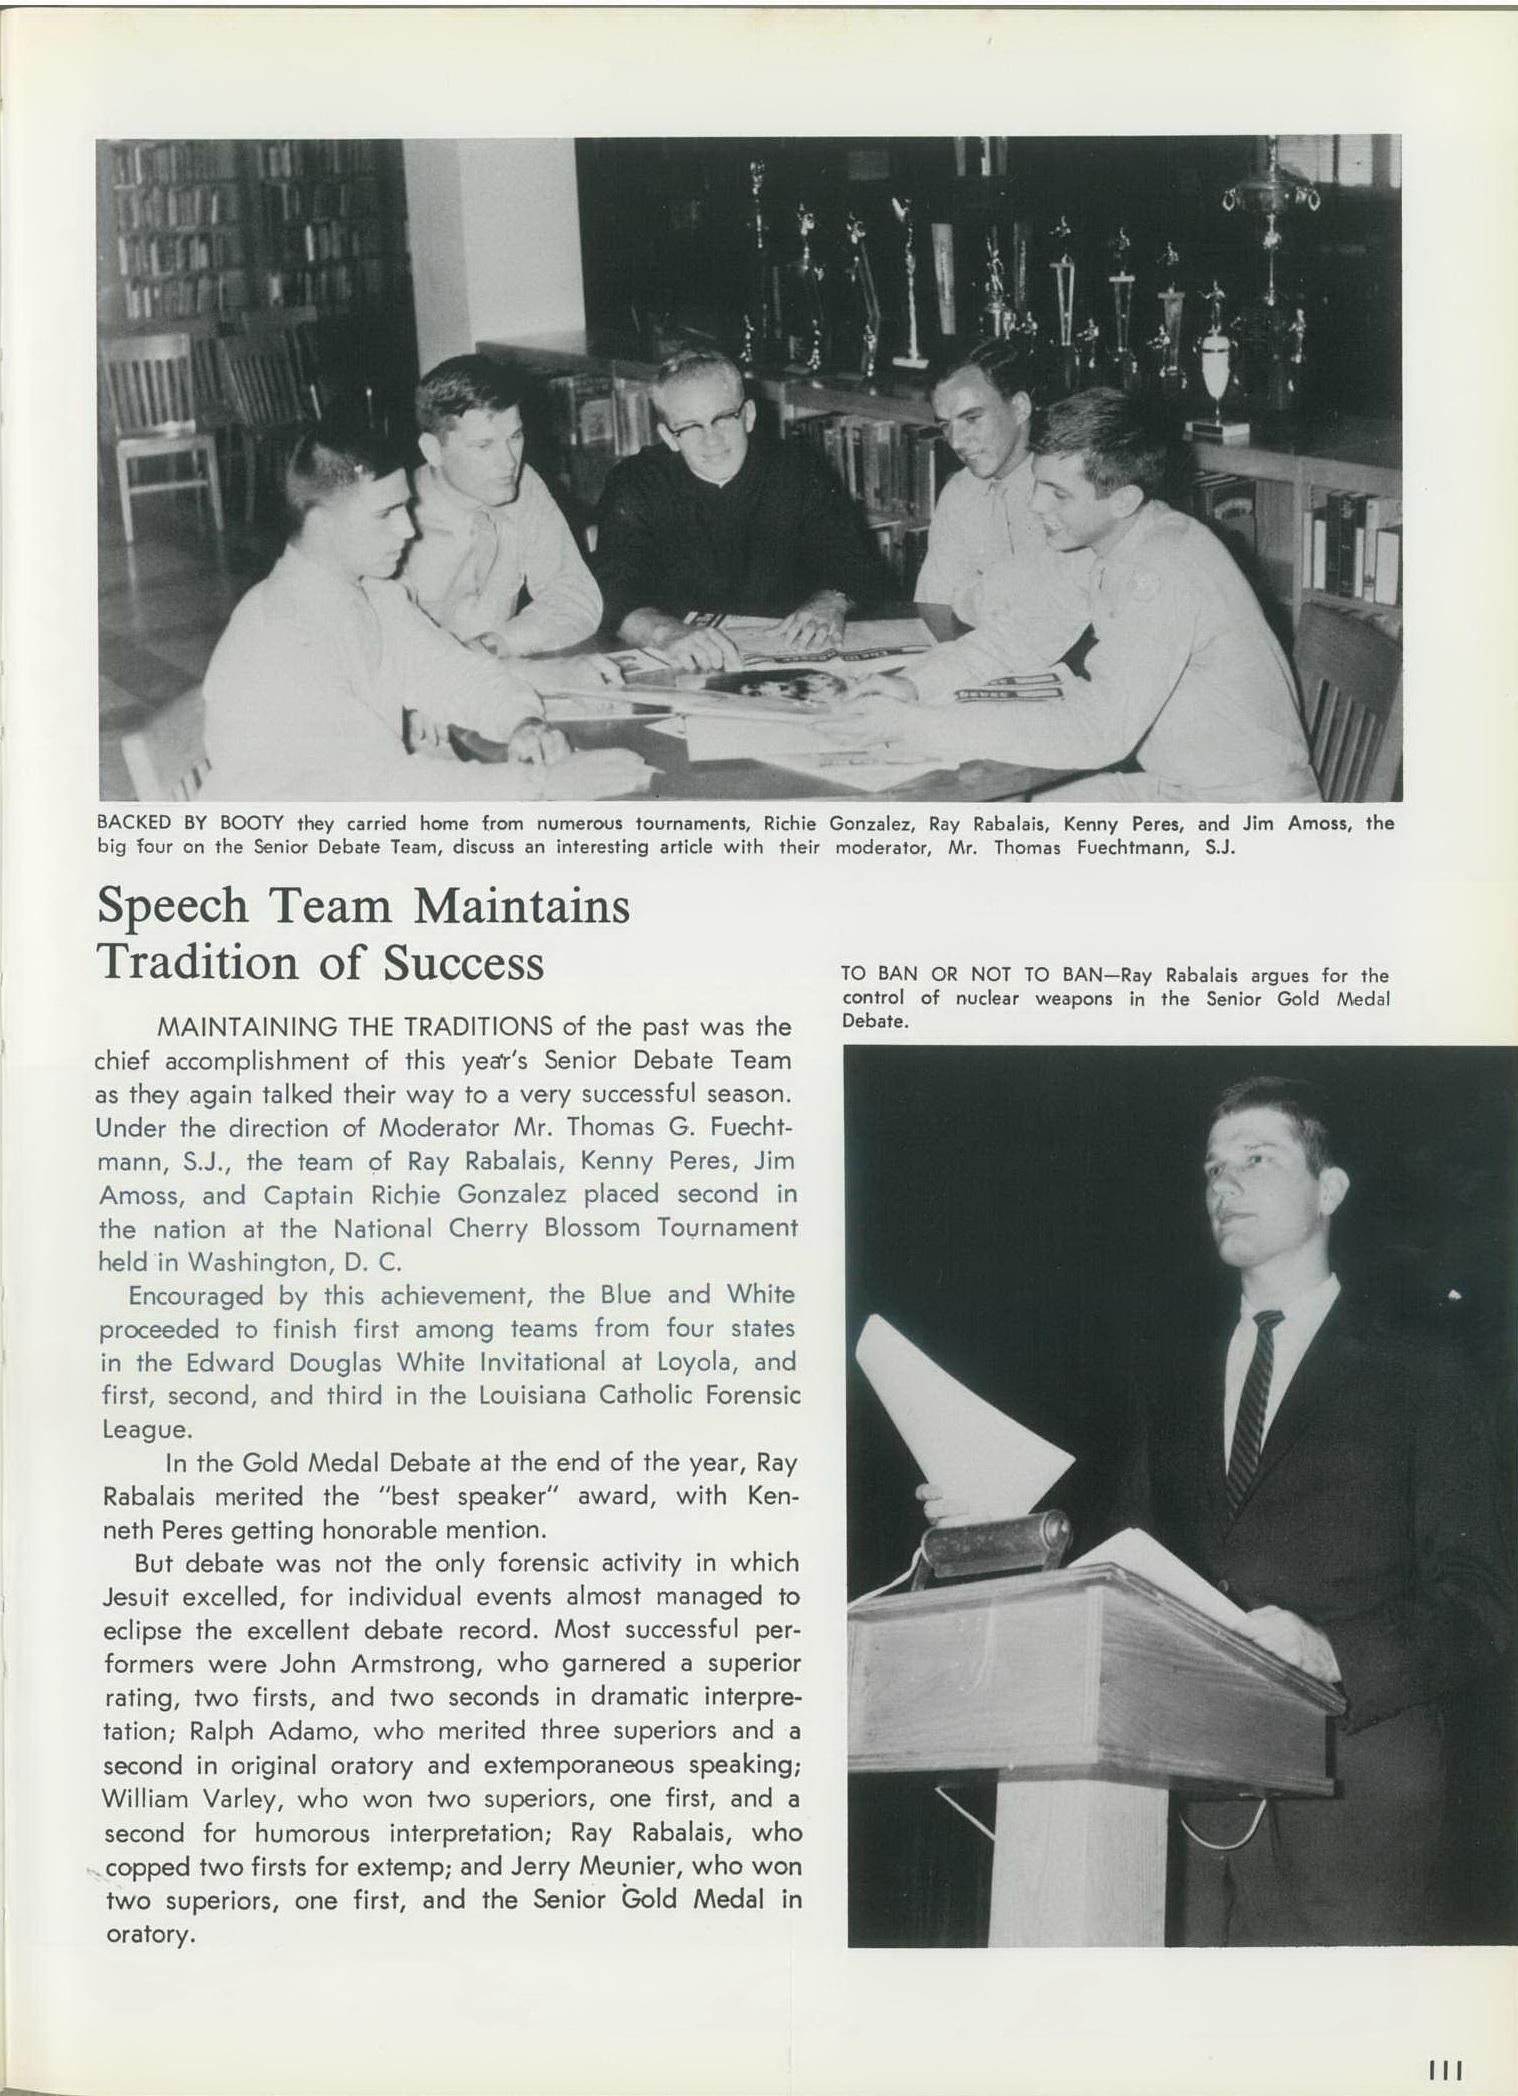 BACKED BY BOOTY they carried home from numerous tournaments, Richie Gonzalez, Ray Rabalais, Kenny Peres, and Jim Amoss, the
big four on the Senior Debate Team, discuss an interesting article with their moderator, Mr. Thomas Fuechtmann, S.J.
Speech Team Maintains
Tradition of Success
MAINTAINING THE TRADITIONS of the past was the
chief accomplishment of this year's Senior Debate Team
as they again talked their way to a very successful season.
Under the direction of Moderator Mr. Thomas G. Fuecht-
mann, S.J., the team of Ray Rabalais, Kenny Peres, Jim
Amoss, and Captain Richie Gonzalez placed second in
the nation at the National Cherry Blossom Tournament
held in Washington, D. C.
Encouraged by this achievement, the Blue and White
proceeded to finish first among teams from four states
in the Edward Douglas White Invitational at Loyola, and
first, second, and third in the Louisiana Catholic Forensic
League.
In the Gold Medal Debate at the end of the year, Ray
Rabalais merited the "best speaker" award, with Ken-
neth Peres getting honorable mention.
But debate was not the only forensic activity in which
Jesuit excelled, for individual events almost managed to
eclipse the excellent debate record. Most successful per-
formers were John Armstrong, who garnered a superior
rating, two firsts, and two seconds in dramatic interpre-
tation; Ralph Adamo, who merited three superiors and a
second in original oratory and extemporaneous speaking;
William Varley, who won two superiors, one first, and a
second for humorous interpretation; Ray Rabalais, who
copped two firsts for extemp; and Jerry Meunier, who won
two superiors, one first, and the Senior Gold Medal in
oratory.
TO BAN OR NOT TO BAN—Ray Rabalais argues for the
control of nuclear weapons in the Senior Gold Medal
Debate.
111